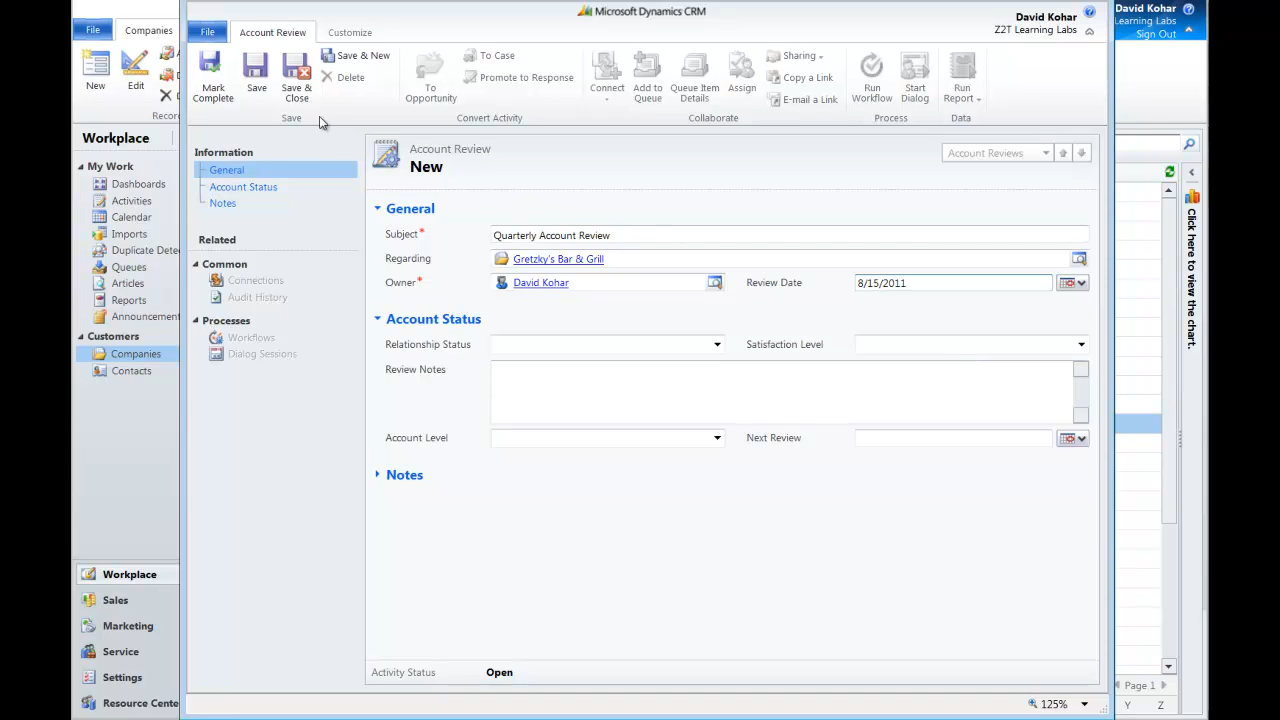 Microsoft Dynamics CRM
David Kohar
Z2T Learning Labs
David Kohar
Learning Labs
Sign Out
File
Companies
New
Edit
Workplace
My Work
Dashboards
Activities
Calendar
Imports
Duplicate Dete
Queues
Articles
Reports
Announcement
Customers
Companies
Contacts
Workplace
Sales
Marketing
Service
Settings
Resource Cente
File
Account Review
Customize
Mark Complete
Save
Save & Close
Save & New
Delete
Save
To Opportunity
To Case
Promote to Response
Convert Activity
Connect
Add to Queue
Queue Item Details
Assign
Sharing
Copy a Link
E-mail a Link
Collaborate
Run Workflow
Start Dialog
Process
Run Report
Data
Information
General
Account Status
Notes
Related
Common
Connections
Audit History
Processes
Workflows
Dialog Sessions
Account Review
New
Account Reviews
General
Subject*
Quarterly Account Review
Regarding
Gretzky's Bar & Grill
Owner*
David Kohar
Review Date
8/15/2011
Account Status
Relationship Status
Satisfaction Level
Review Notes
Account Level
Next Review
Notes
Activity Status
Open
125%
Click here to view the chart.
Page 1
Y Z